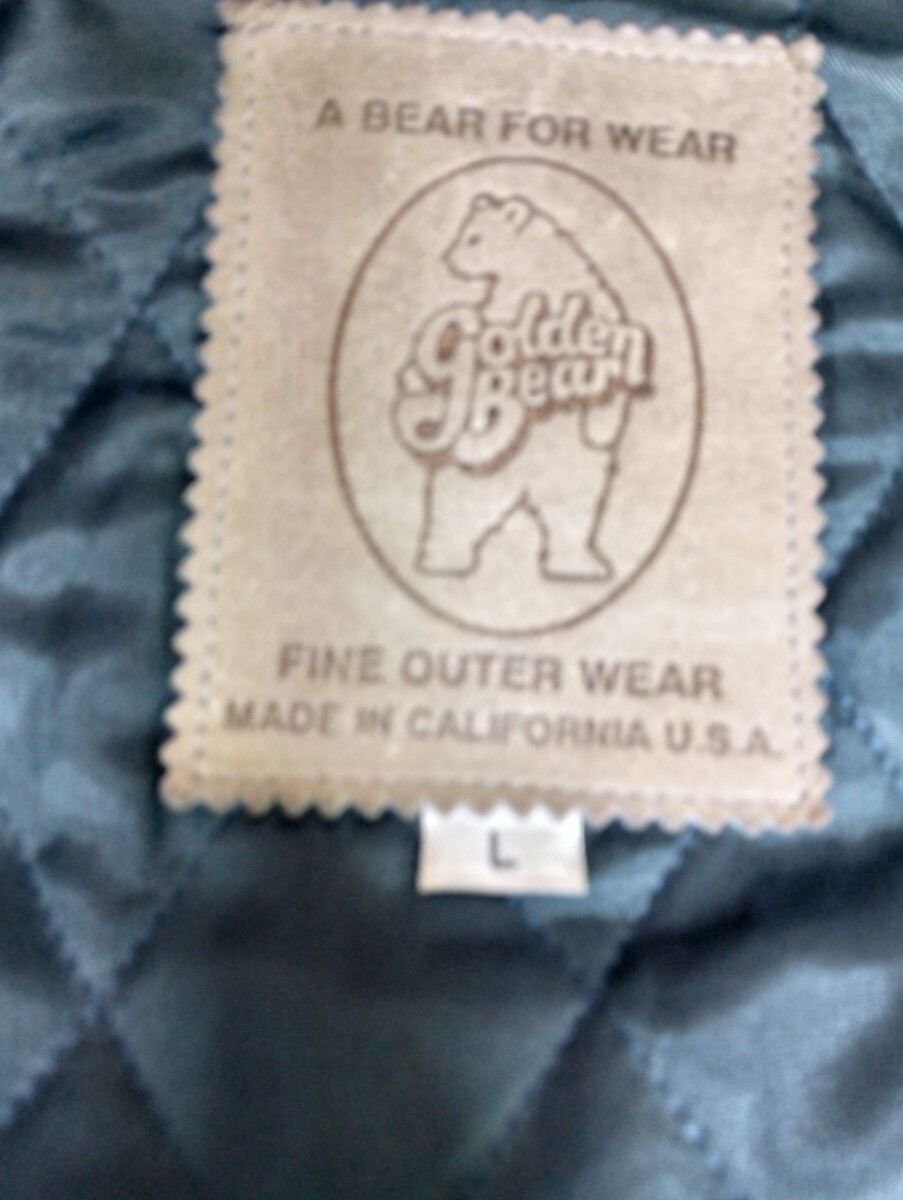 A BEAR FOR WEAR
Golden
Bear
FINE OUTER WEAR
MADE IN CALIFORNIA U.S.A.
L